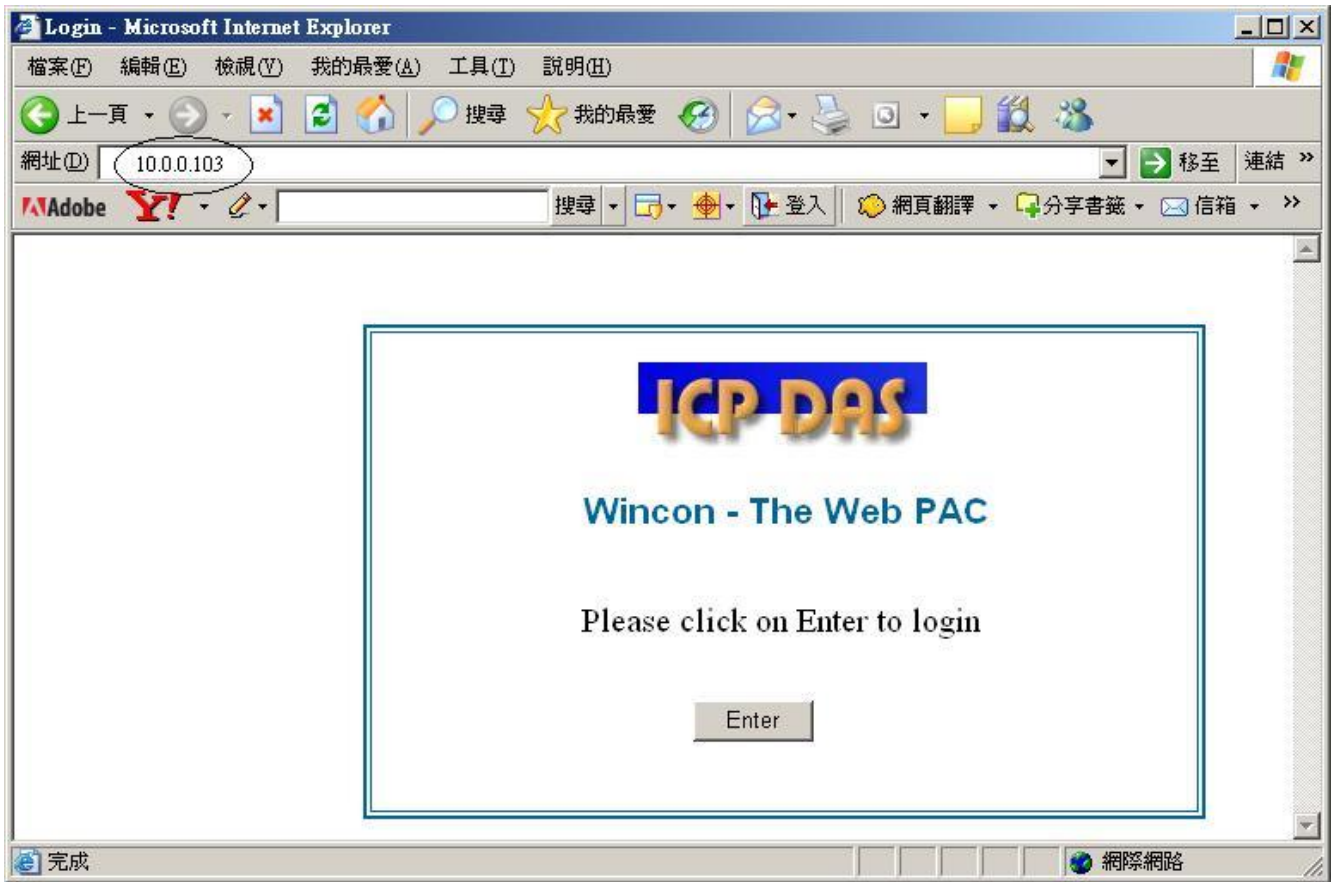 Login - Microsoft Internet Explorer
檔案(F) 編輯(E) 檢視(V) 我的最愛(A) 工具(T) 說明(H)
上一頁 搜尋 我的最愛
網址(D) 10.0.0.103 移至 連結 »
Adobe Y! 搜尋 登入 網頁翻譯 分享書籤 信箱 »
ICP DAS
Wincon - The Web PAC
Please click on Enter to login
Enter
完成 網際網路